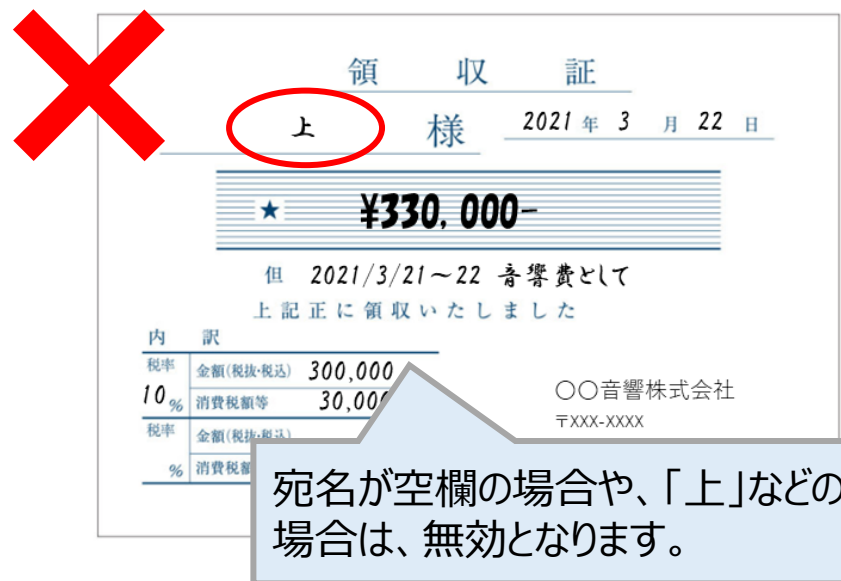 領 収 証
上 様 2021 年 3 月 22 日
★ ¥330,000-
但 2021/3/21～22 音響費として
上記正に領収いたしました
内 訳
税率 金額(税抜・税込) 300,000
10% 消費税額等 30,00
〇〇音響株式会社
〒XXX-XXXX
税率 金額(税抜・税込)
% 消費税額
宛名が空欄の場合や、「上」などの
場合は、無効となります。